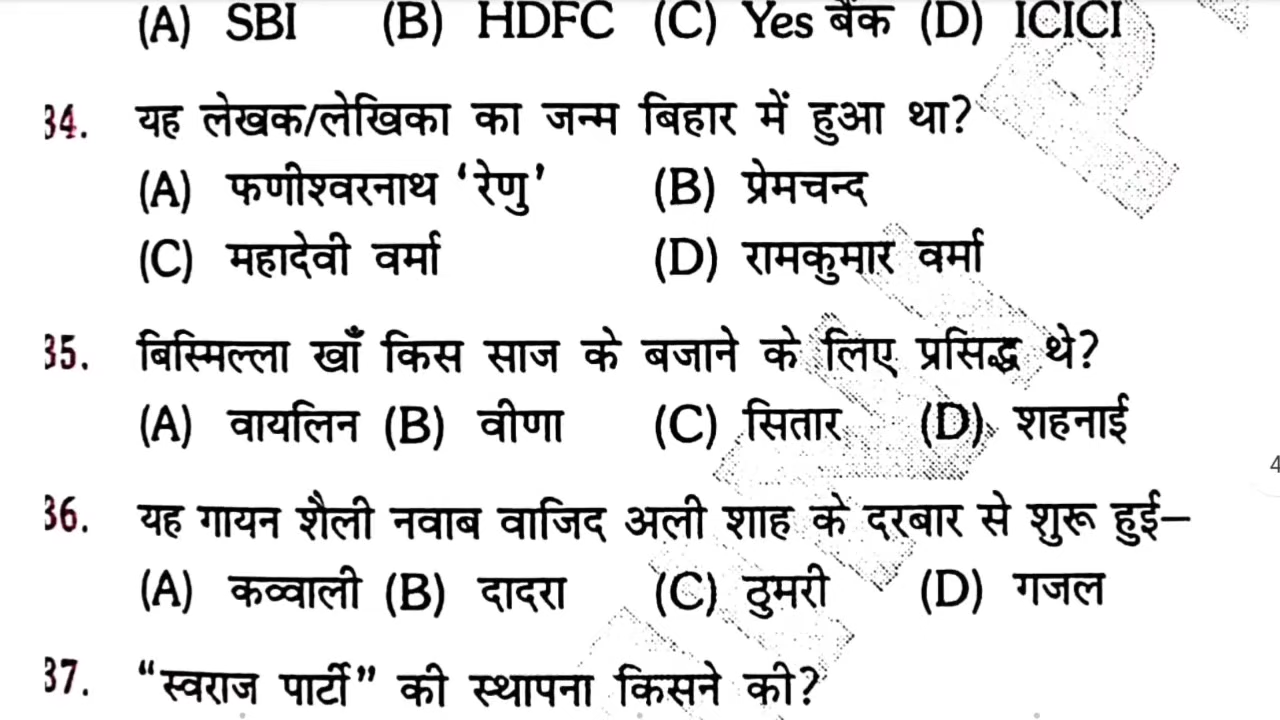 (A) SBI (B) HDFC (C) Yes बैंक (D) ICICI
34. यह लेखक/लेखिका का जन्म बिहार में हुआ था?
(A) फणीश्वरनाथ ‘रेणु’ (B) प्रेमचन्द
(C) महादेवी वर्मा (D) रामकुमार वर्मा
35. बिस्मिल्ला खाँ किस साज के बजाने के लिए प्रसिद्ध थे?
(A) वायलिन (B) वीणा (C) सितार (D) शहनाई
36. यह गायन शैली नवाब वाजिद अली शाह के दरबार से शुरू हुई–
(A) कव्वाली (B) दादरा (C) ठुमरी (D) गजल
37. “स्वराज पार्टी” की स्थापना किसने की?
4